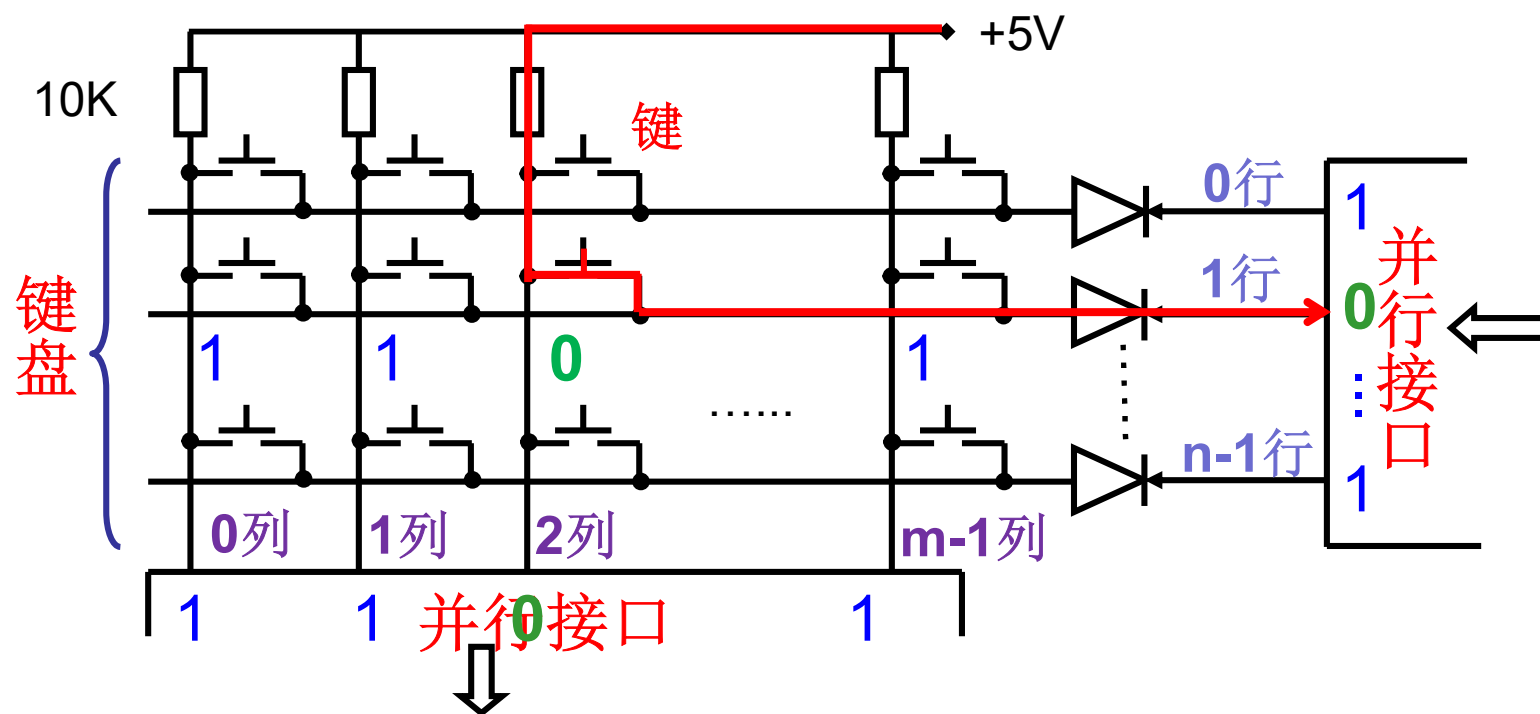 +5V
10K
键
0行
1
1行
0
n-1行
1
并行接口
键盘
1 1 0 1
......
0列 1列 2列 m-1列
1 1 0 1
并行接口